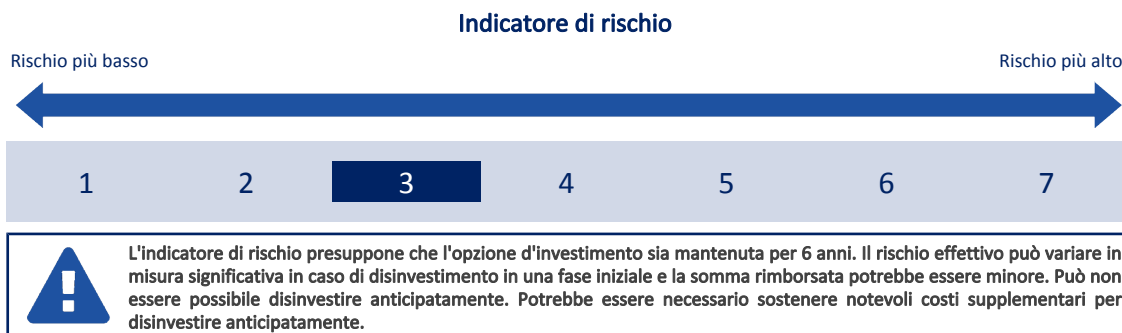 Indicatore di rischio
Rischio più basso
Rischio più alto
1 2 3 4 5 6 7
L'indicatore di rischio presuppone che l'opzione d'investimento sia mantenuta per 6 anni. Il rischio effettivo può variare in
misura significativa in caso di disinvestimento in una fase iniziale e la somma rimborsata potrebbe essere minore. Può non
essere possibile disinvestire anticipatamente. Potrebbe essere necessario sostenere notevoli costi supplementari per
disinvestire anticipatamente.